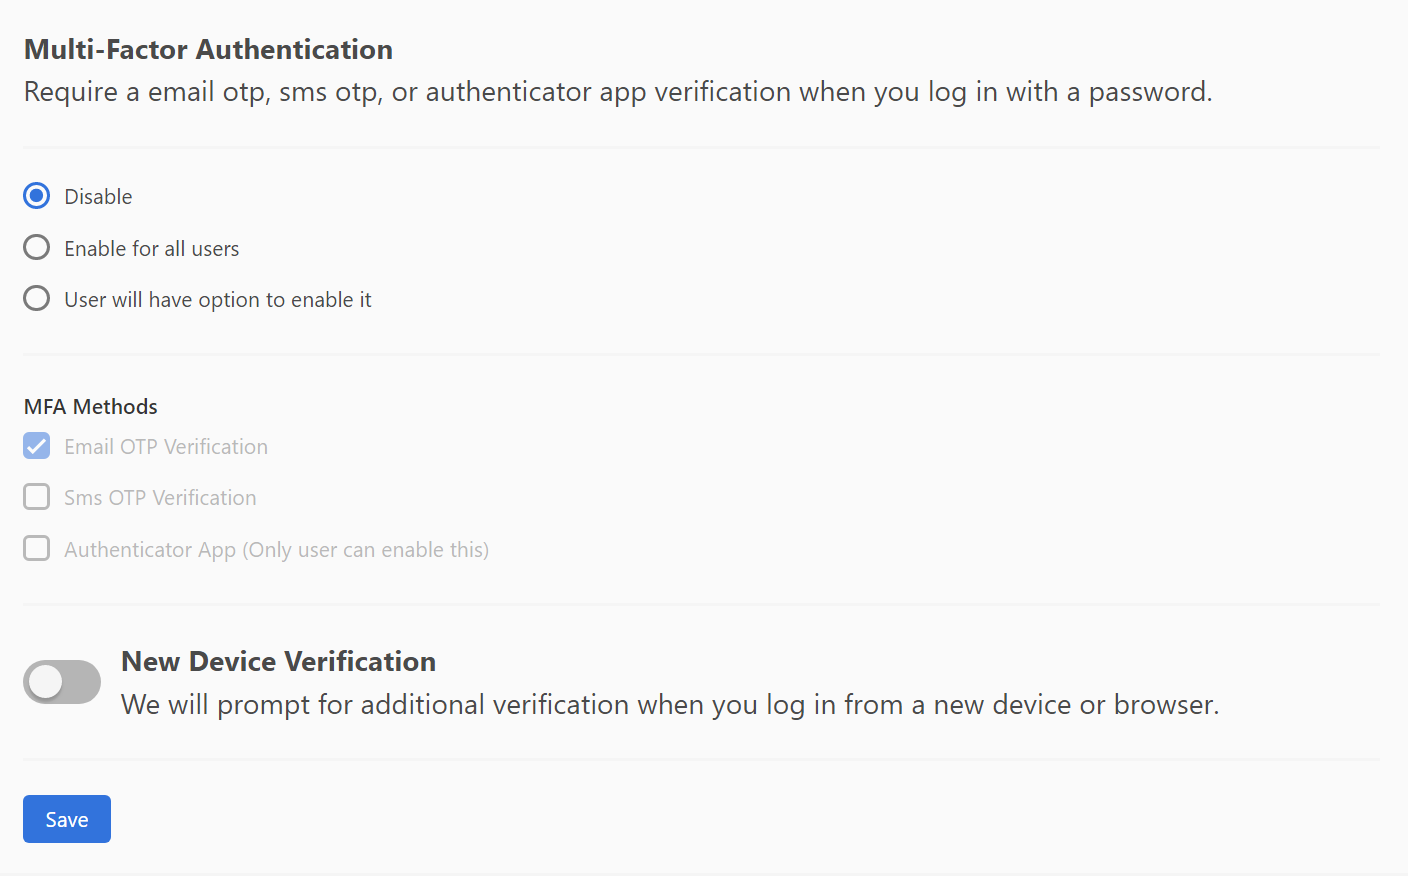 Multi-Factor Authentication
Require a email otp, sms otp, or authenticator app verification when you log in with a password.
Disable
Enable for all users
User will have option to enable it
MFA Methods
Email OTP Verification
Sms OTP Verification
Authenticator App (Only user can enable this)
New Device Verification
We will prompt for additional verification when you log in from a new device or browser.
Save